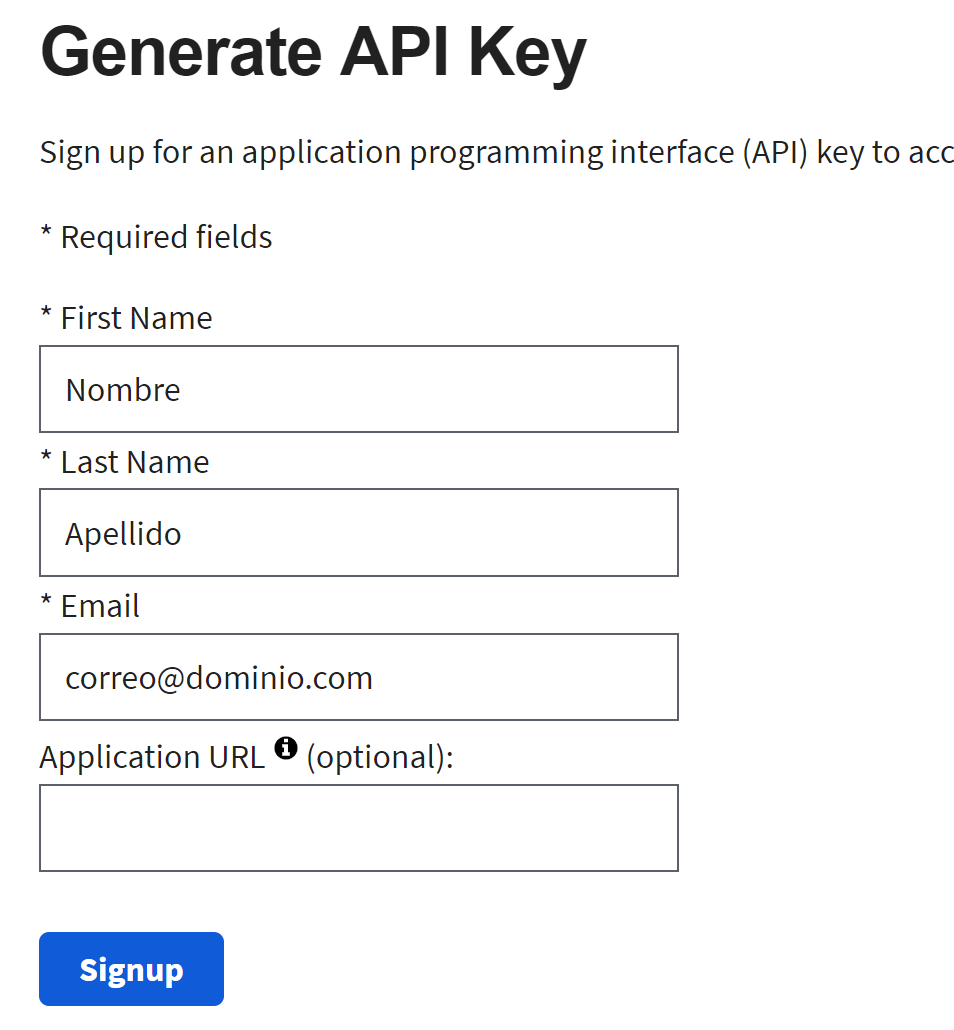 Generate API Key
Sign up for an application programming interface (API) key to acc
* Required fields
* First Name
Nombre
* Last Name
Apellido
* Email
correo@dominio.com
Application URL (optional):
Signup